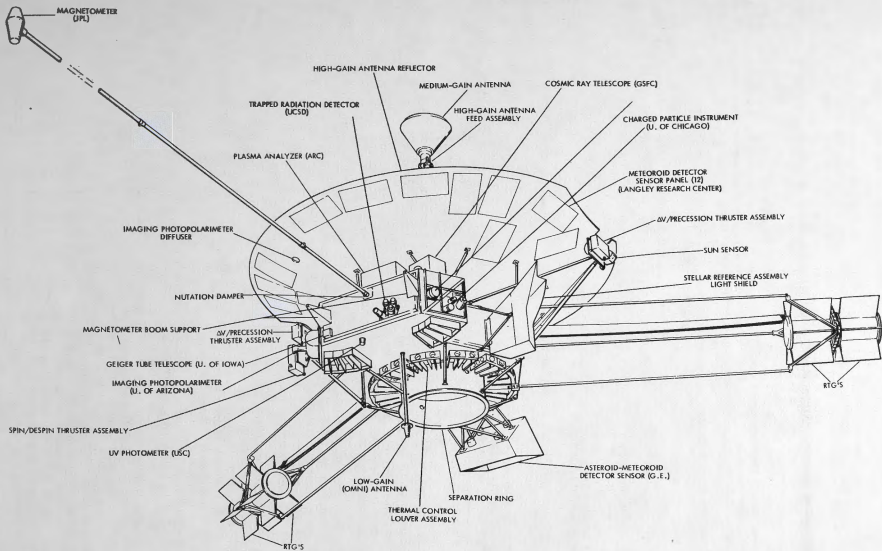 MAGNETOMETER
(JPL)
HIGH-GAIN ANTENNA REFLECTOR
MEDIUM-GAIN ANTENNA
COSMIC RAY TELESCOPE (GSFC)
TRAPPED RADIATION DETECTOR
(UCSD)
HIGH-GAIN ANTENNA
FEED ASSEMBLY
CHARGED PARTICLE INSTRUMENT
(U. OF CHICAGO)
PLASMA ANALYZER (ARC)
METEOROID DETECTOR
SENSOR PANEL (12)
(LANGLEY RESEARCH CENTER)
ΔV/PRECESSION THRUSTER ASSEMBLY
IMAGING PHOTOPOLARIMETER
DIFFUSER
SUN SENSOR
STELLAR REFERENCE ASSEMBLY
LIGHT SHIELD
NUTATION DAMPER
MAGNETOMETER BOOM SUPPORT
ΔV/PRECESSION
THRUSTER ASSEMBLY
GEIGER TUBE TELESCOPE (U. OF IOWA)
IMAGING PHOTOPOLARIMETER
(U. OF ARIZONA)
RTG'S
SPIN/DESPIN THRUSTER ASSEMBLY
UV PHOTOMETER (USC)
LOW-GAIN
(OMNI) ANTENNA
SEPARATION RING
ASTEROID-METEOROID
DETECTOR SENSOR (G.E.)
THERMAL CONTROL
LOUVER ASSEMBLY
RTG'S